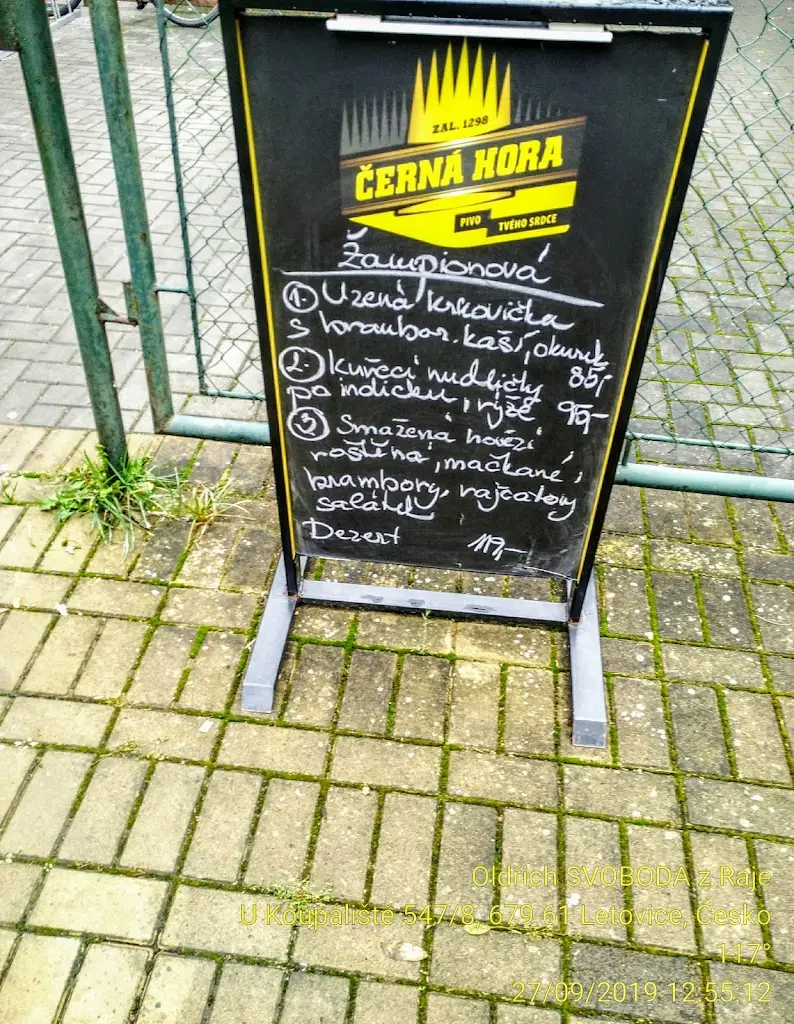 ZAL. 1298
ČERNÁ HORA
PIVO TVÉHO SRDCE
Žampionová
1. Uzená krkovička
s brambor. kaší, okurk 85,-
2. Kuřecí nudličky
po indicku, rýže 95,-
3 Smažená hovězí
roštěná, mačkané
brambory, rajčatový
salátek
Dezert 119,-
Oldřich SVOBODA z Raje
U Koupaliště 547/8, 679 61 Letovice, Česko
117°
27/09/2019 12:55.12